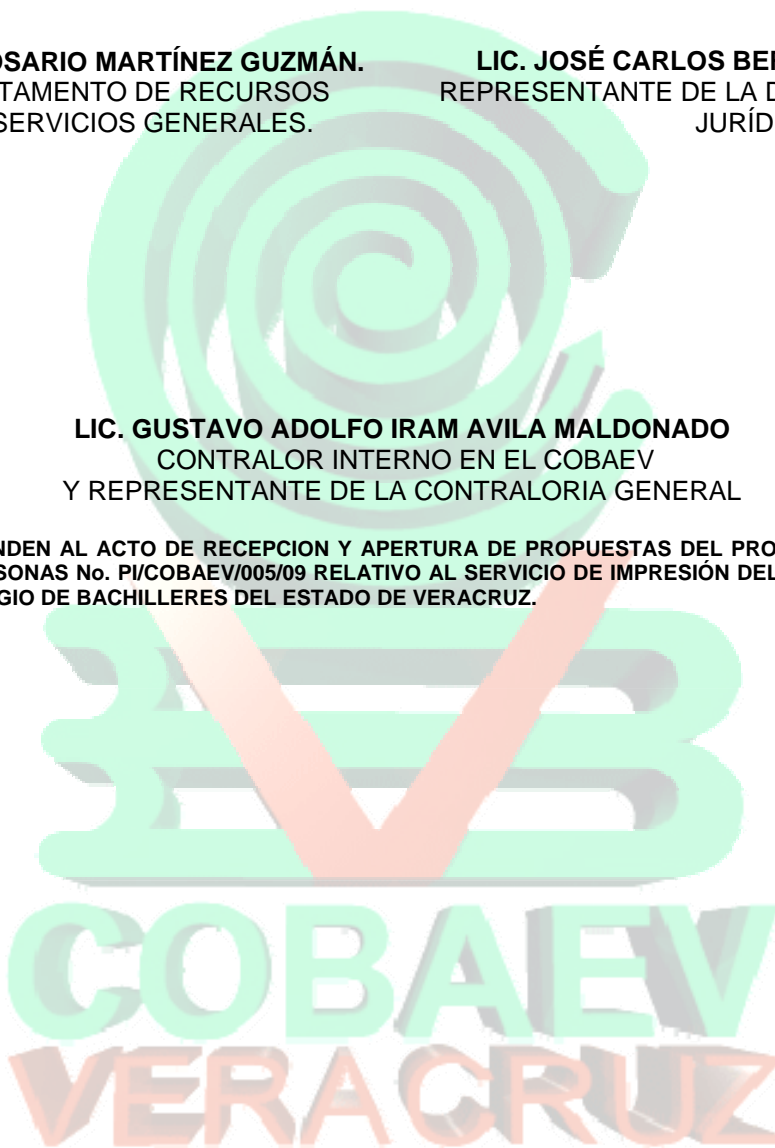 OSARIO MARTÍNEZ GUZMÁN.
TAMENTO DE RECURSOS
SERVICIOS GENERALES.
LIC. JOSÉ CARLOS BE
REPRESENTANTE DE LA
JURÍD
LIC. GUSTAVO ADOLFO IRAM AVILA MALDONADO
CONTRALOR INTERNO EN EL COBAEV
Y REPRESENTANTE DE LA CONTRALORIA GENERAL
NDEN AL ACTO DE RECEPCION Y APERTURA DE PROPUESTAS DEL PRO
SONAS No. PI/COBAEV/005/09 RELATIVO AL SERVICIO DE IMPRESIÓN DEL
GIO DE BACHILLERES DEL ESTADO DE VERACRUZ.
COBAEV
VERACRUZ